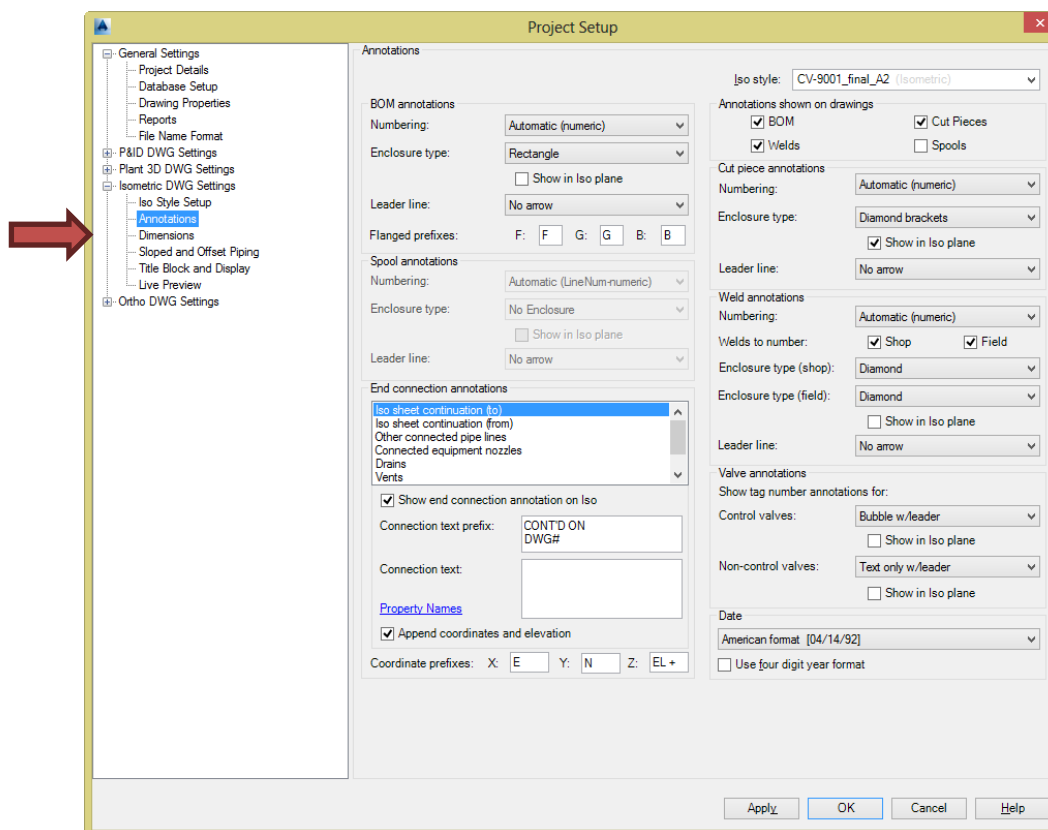 Project Setup
General Settings
Project Details
Database Setup
Drawing Properties
Reports
File Name Format
P&ID DWG Settings
Plant 3D DWG Settings
Isometric DWG Settings
Iso Style Setup
Annotations
Dimensions
Sloped and Offset Piping
Title Block and Display
Live Preview
Ortho DWG Settings
Annotations
Iso style: CV-9001_final_A2 (Isometric)
BOM annotations
Numbering: Automatic (numeric)
Enclosure type: Rectangle
Show in Iso plane
Leader line: No arrow
Flanged prefixes: F: F G: G B: B
Spool annotations
Numbering: Automatic (LineNum-numeric)
Enclosure type: No Enclosure
Show in Iso plane
Leader line: No arrow
End connection annotations
Iso sheet continuation (to)
Iso sheet continuation (from)
Other connected pipe lines
Connected equipment nozzles
Drains
Vents
Show end connection annotation on Iso
Connection text prefix: CONT'D ON
DWG#
Connection text:
Property Names
Append coordinates and elevation
Coordinate prefixes: X: E Y: N Z: EL +
Annotations shown on drawings
BOM Cut Pieces
Welds Spools
Cut piece annotations
Numbering: Automatic (numeric)
Enclosure type: Diamond brackets
Show in Iso plane
Leader line: No arrow
Weld annotations
Numbering: Automatic (numeric)
Welds to number: Shop Field
Enclosure type (shop): Diamond
Enclosure type (field): Diamond
Show in Iso plane
Leader line: No arrow
Valve annotations
Show tag number annotations for:
Control valves: Bubble w/leader
Show in Iso plane
Non-control valves: Text only w/leader
Show in Iso plane
Date
American format [04/14/92]
Use four digit year format
Apply OK Cancel Help